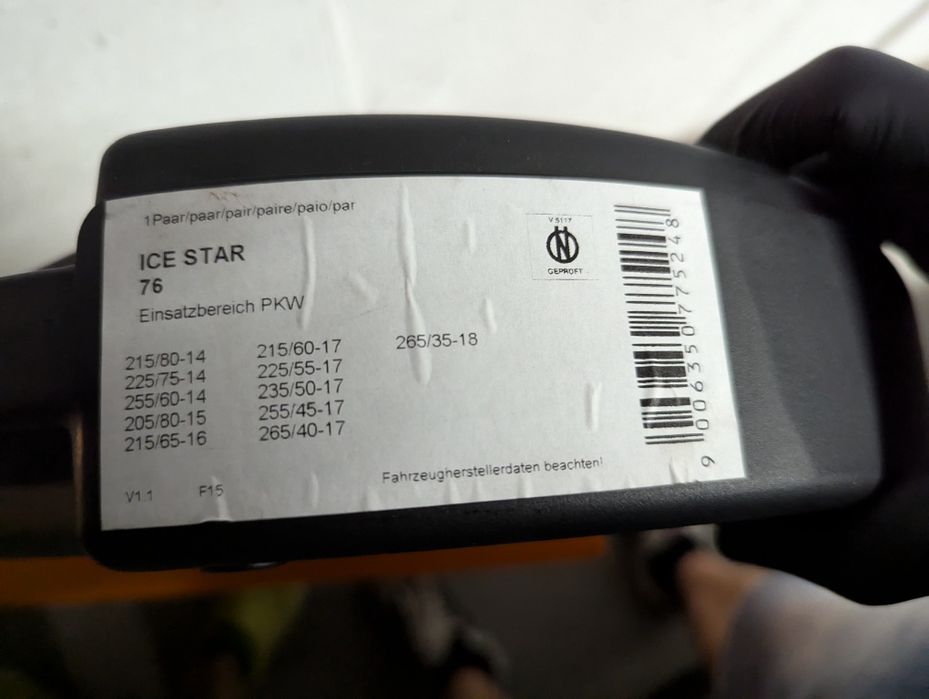 1Paar/paar/pair/paire/paio/par
ICE STAR
76
Einsatzbereich PKW
V 5117
GEPRÜFT
215/80-14
225/75-14
255/60-14
205/80-15
215/65-16
215/60-17
225/55-17
235/50-17
255/45-17
265/40-17
265/35-18
Fahrzeugherstellerdaten beachten!
V1.1 F15
9 006350 775248